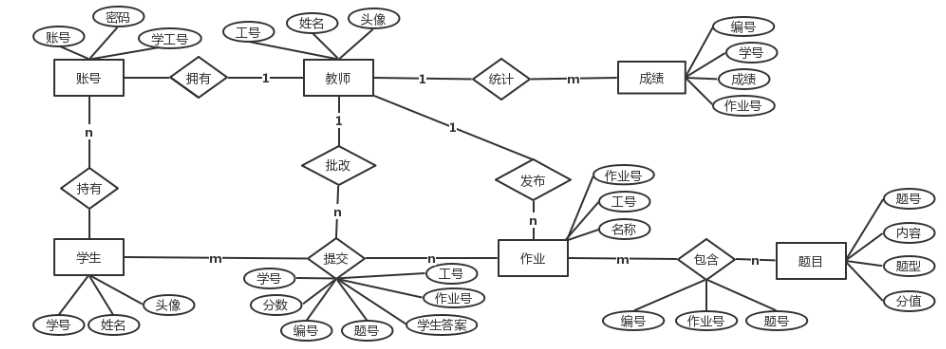 密码
账号
学工号
工号
姓名
头像
编号
学号
成绩
作业号
账号
拥有
1
教师
1
统计
m
成绩
n
1
1
持有
批改
发布
n
n
作业号
工号
名称
题号
内容
题型
分值
学生
m
提交
n
作业
m
包含
n
题目
学号
姓名
头像
学号
分数
编号
题号
学生答案
作业号
工号
编号
作业号
题号